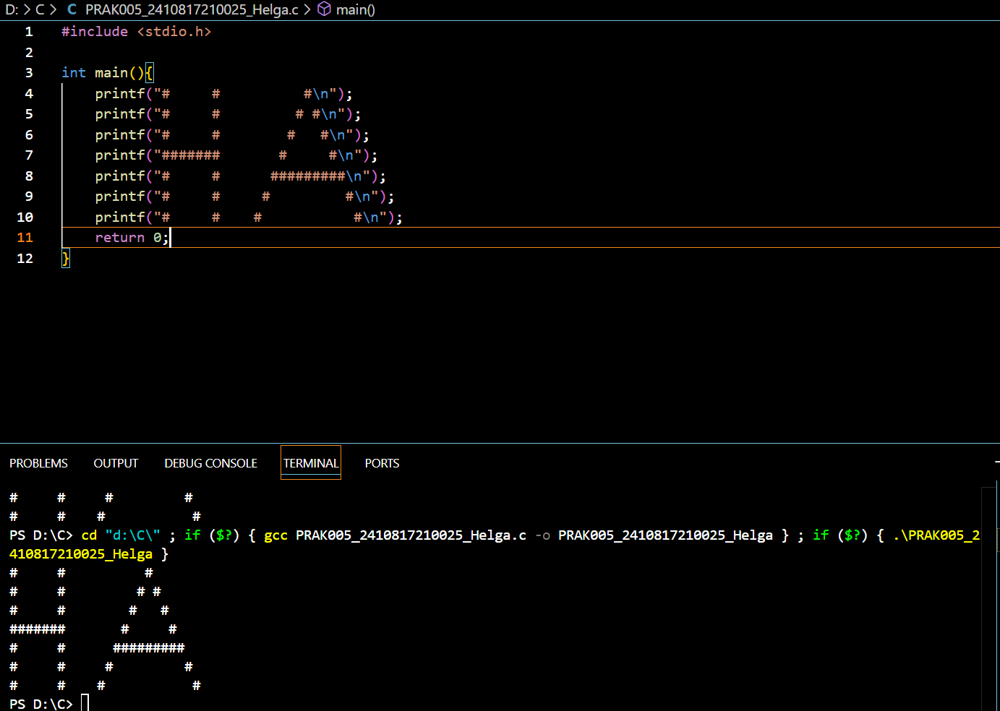 D: > C > C PRAK005_2410817210025_Helga.c > main()
1 #include <stdio.h>
2
3 int main(){
4     printf("#     #          #\n");
5     printf("#     #         # #\n");
6     printf("#     #        #   #\n");
7     printf("#######       #     #\n");
8     printf("#     #      #########\n");
9     printf("#     #     #         #\n");
10     printf("#     #    #           #\n");
11     return 0;
12 }
PROBLEMS OUTPUT DEBUG CONSOLE TERMINAL PORTS
#     #     #         #
#     #    #           #
PS D:\C> cd "d:\C\" ; if ($?) { gcc PRAK005_2410817210025_Helga.c -o PRAK005_2410817210025_Helga } ; if ($?) { .\PRAK005_2
410817210025_Helga }
#     #          #
#     #         # #
#     #        #   #
#######       #     #
#     #      #########
#     #     #         #
#     #    #           #
PS D:\C>